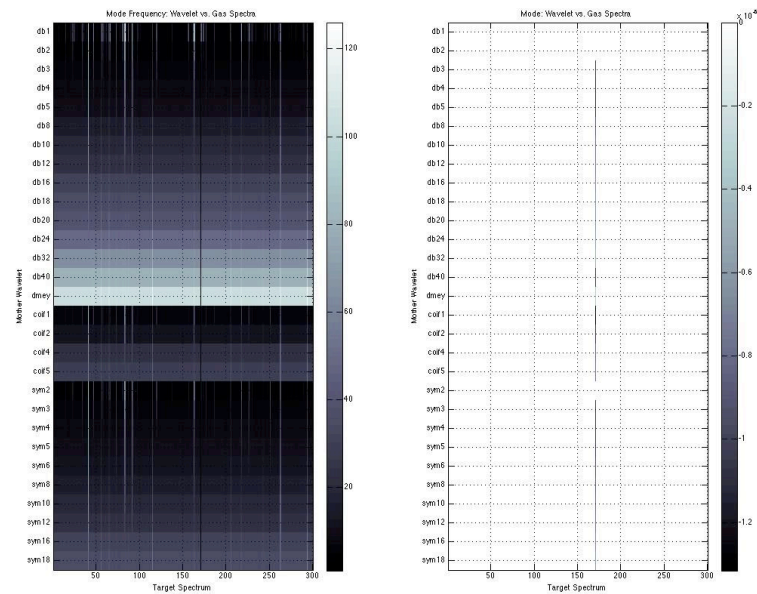 Mode Frequency: Wavelet vs. Gas Spectra
Mother Wavelet
db1
db2
db3
db4
db5
db8
db10
db12
db16
db18
db20
db24
db32
db40
dmey
coif1
coif2
coif4
coif5
sym2
sym3
sym4
sym5
sym6
sym8
sym10
sym12
sym16
sym18
50
100
150
200
250
300
Target Spectrum
120
100
80
60
40
20
Mode: Wavelet vs. Gas Spectra
Mother Wavelet
db1
db2
db3
db4
db5
db8
db10
db12
db16
db18
db20
db24
db32
db40
dmey
coif1
coif2
coif4
coif5
sym2
sym3
sym4
sym5
sym6
sym8
sym10
sym12
sym16
sym18
0
50
100
150
200
250
300
Target Spectrum
0
-0.2
-0.4
-0.6
-0.8
-1
-1.2